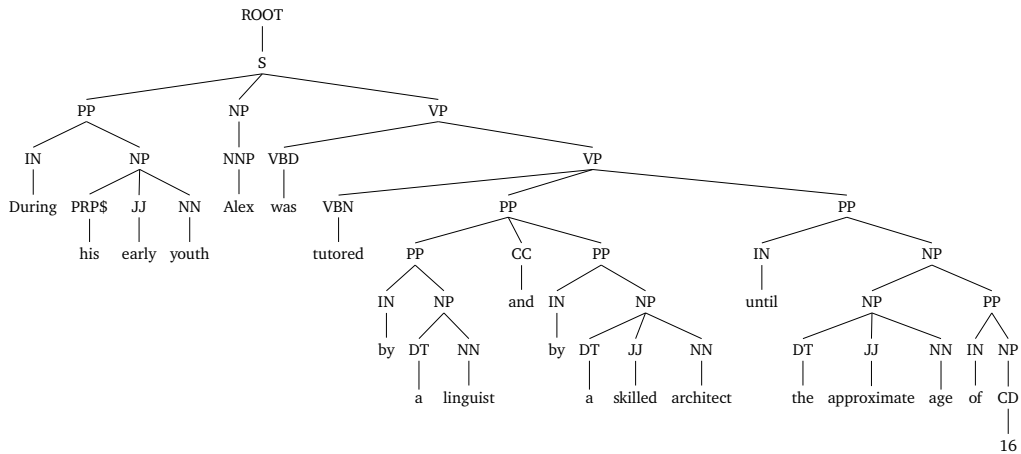 ROOT
S
PP NP VP
IN NP NNP VBD VP
During PRP$ JJ NN Alex was VBN PP PP
his early youth tutored PP CC PP IN NP
IN NP and IN NP until NP PP
by DT NN by DT JJ NN DT JJ NN IN NP
a linguist a skilled architect the approximate age of CD
16